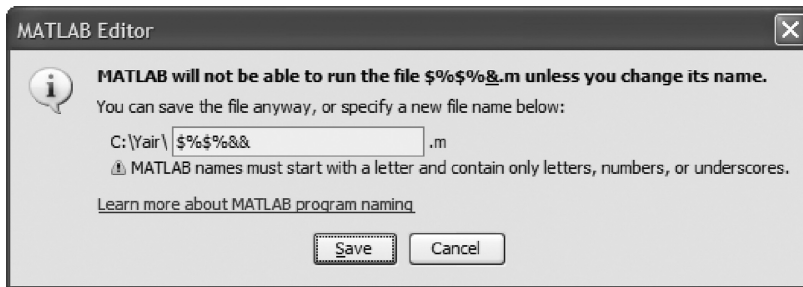 MATLAB Editor
MATLAB will not be able to run the file $%$%&.m unless you change its name.
You can save the file anyway, or specify a new file name below:
C:\Yair\ $%$%&& .m
MATLAB names must start with a letter and contain only letters, numbers, or underscores.
Learn more about MATLAB program naming
Save Cancel